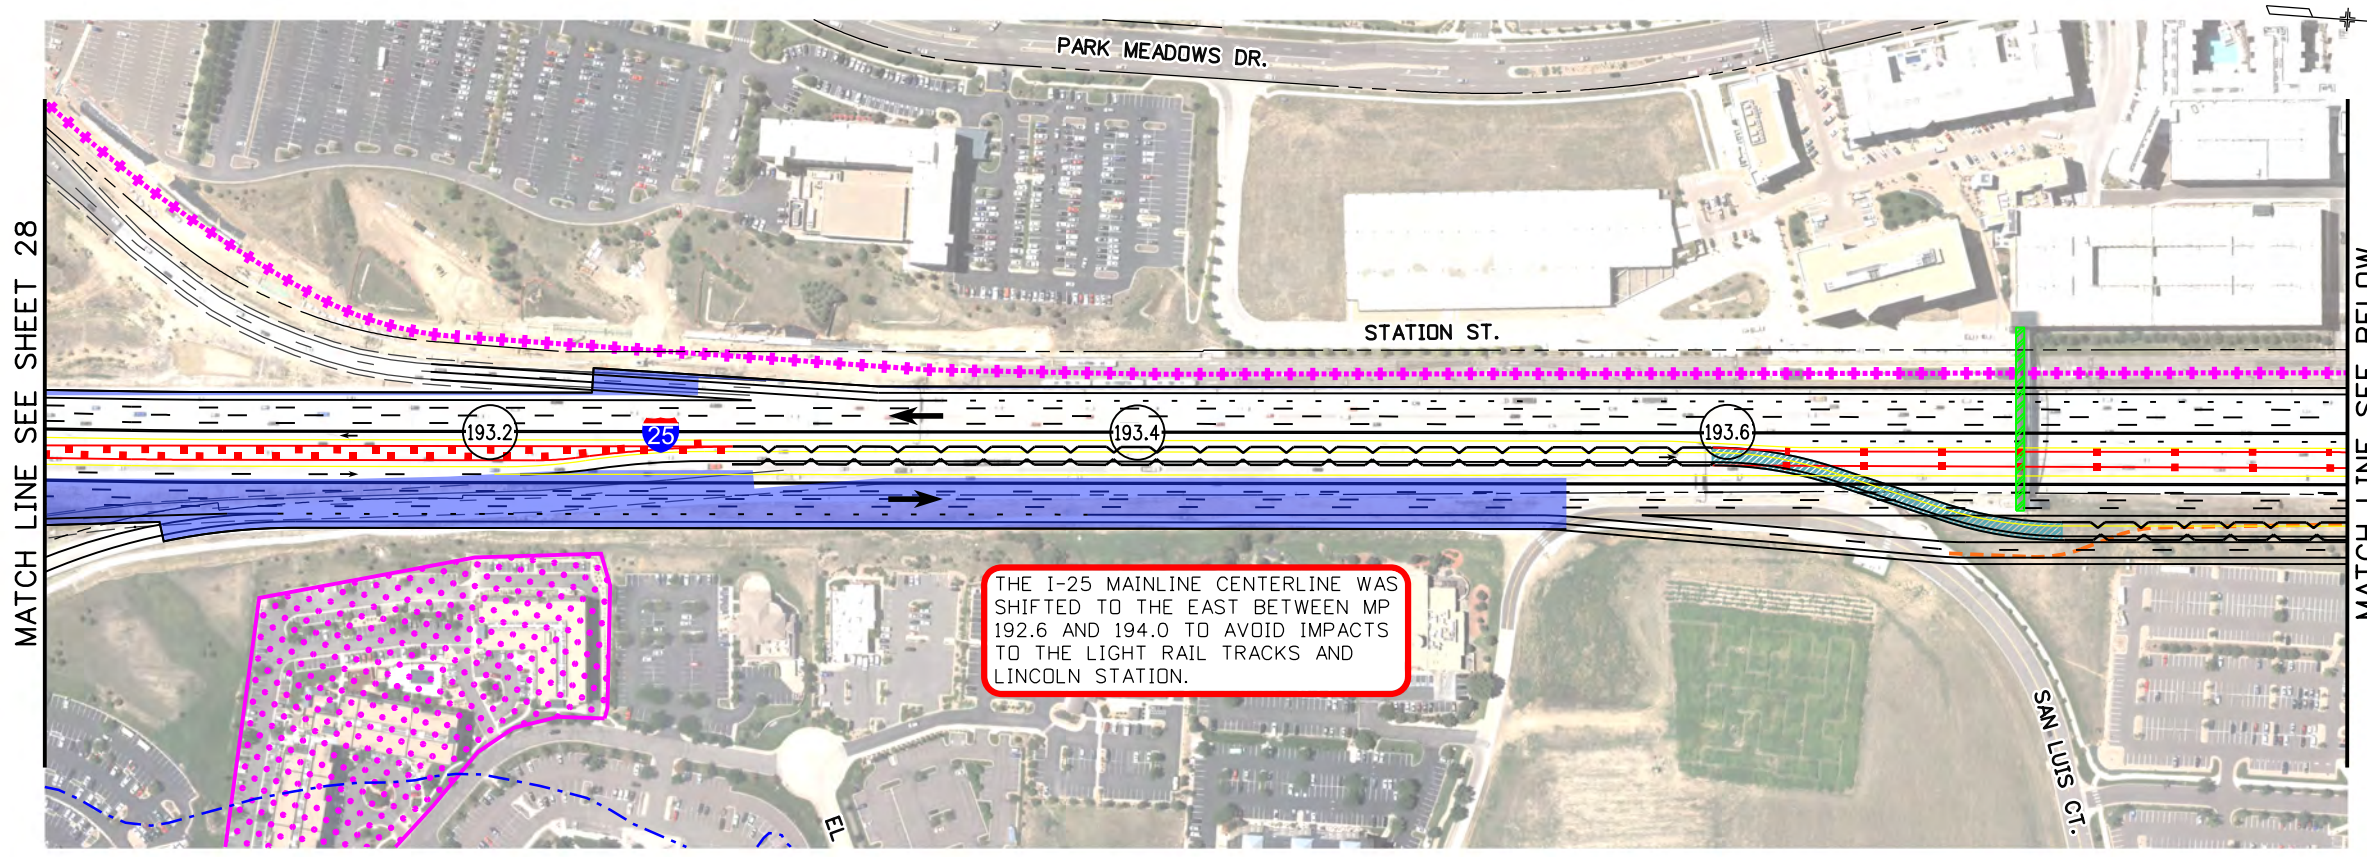 PARK MEADOWS DR.
MATCH LINE SEE SHEET 28
STATION ST.
MATCH LINE SEE BELOW
193.2
25
193.4
193.6
THE I-25 MAINLINE CENTERLINE WAS
SHIFTED TO THE EAST BETWEEN MP
192.6 AND 194.0 TO AVOID IMPACTS
TO THE LIGHT RAIL TRACKS AND
LINCOLN STATION.
SAN LUIS CT.
EL